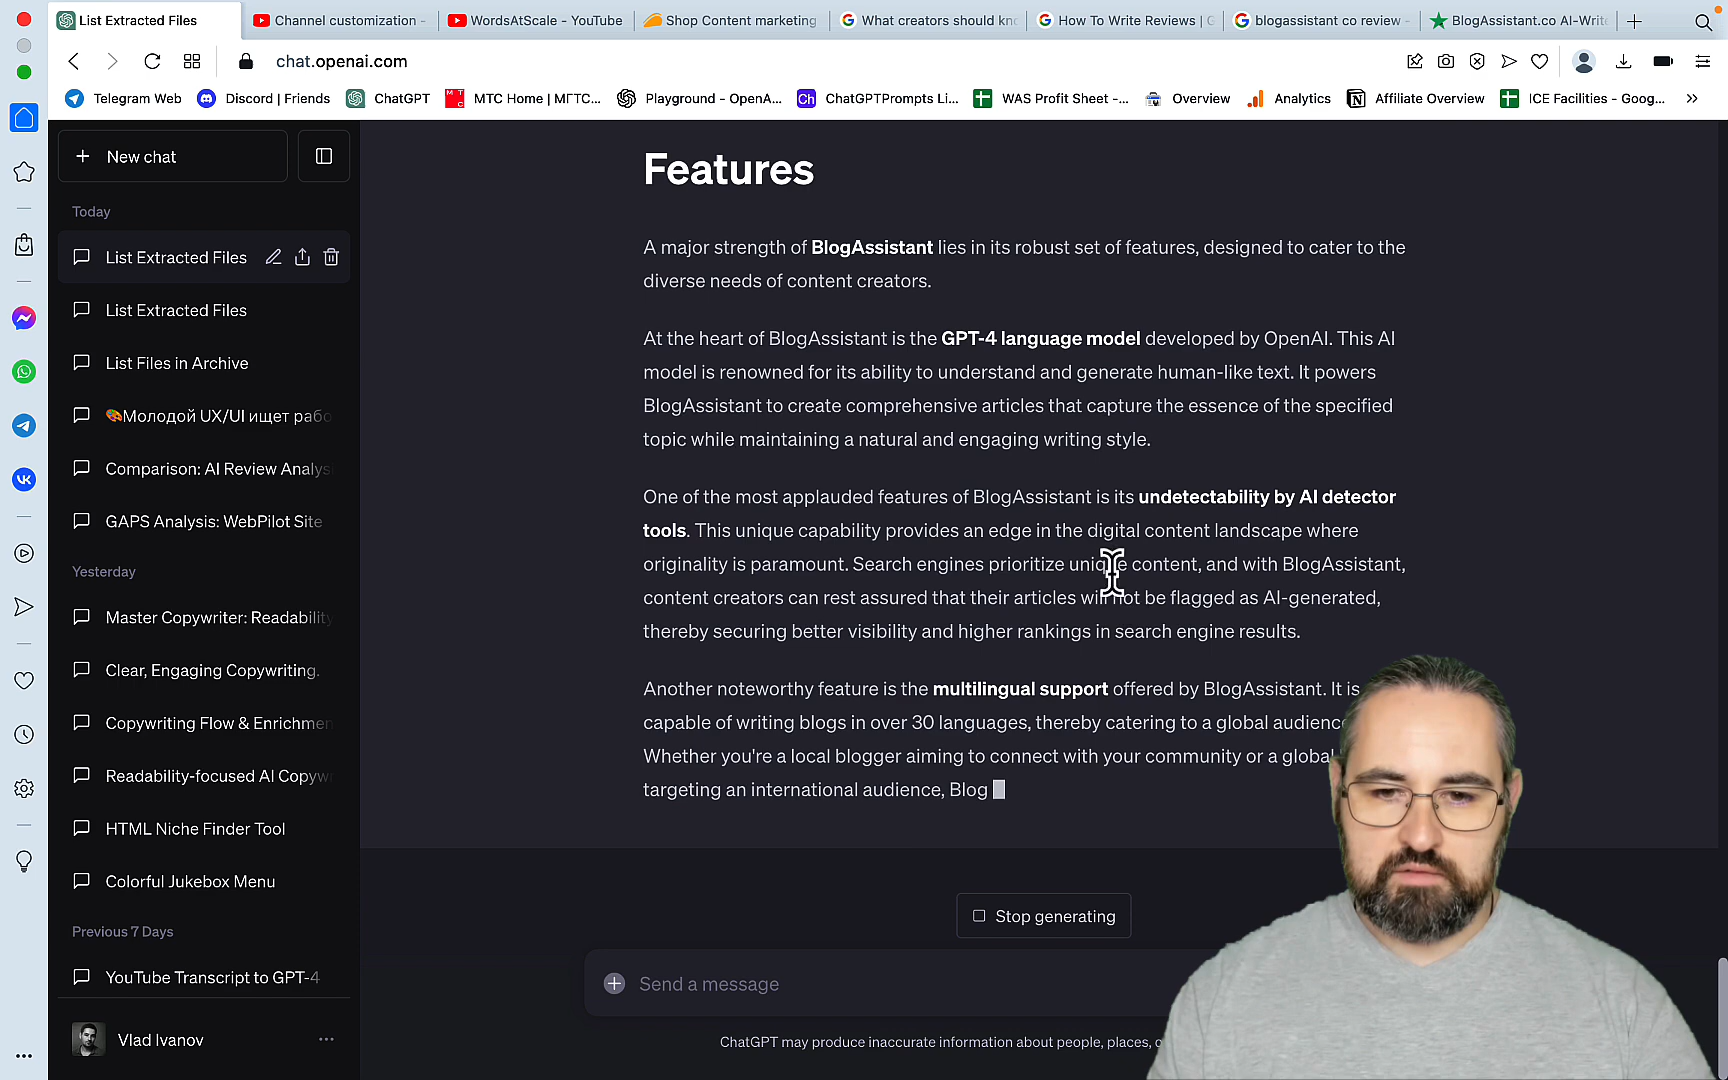 List Extracted Files
Channel customization -
WordsAtScale - YouTube
Shop Content marketing
What creators should kn
How To Write Reviews | G
blogassistant co review -
BlogAssistant.co AI-Write
chat.openai.com
Telegram Web
Discord | Friends
ChatGPT
МТС Home | МГТС...
Playground - OpenA...
Ch ChatGPTPrompts Li...
WAS Profit Sheet -...
Overview
Analytics
Affiliate Overview
ICE Facilities - Goog...
New chat
Today
List Extracted Files
List Extracted Files
List Files in Archive
🎨Молодой UX/UI ищет рабо
Comparison: AI Review Analys
GAPS Analysis: WebPilot Site
Yesterday
Master Copywriter: Readability
Clear, Engaging Copywriting.
Copywriting Flow & Enrichmen
Readability-focused AI Copyw
HTML Niche Finder Tool
Colorful Jukebox Menu
Previous 7 Days
YouTube Transcript to GPT-4
Vlad Ivanov
Features
A major strength of BlogAssistant lies in its robust set of features, designed to cater to the
diverse needs of content creators.
At the heart of BlogAssistant is the GPT-4 language model developed by OpenAI. This AI
model is renowned for its ability to understand and generate human-like text. It powers
BlogAssistant to create comprehensive articles that capture the essence of the specified
topic while maintaining a natural and engaging writing style.
One of the most applauded features of BlogAssistant is its undetectability by AI detector
tools. This unique capability provides an edge in the digital content landscape where
originality is paramount. Search engines prioritize unique content, and with BlogAssistant,
content creators can rest assured that their articles will not be flagged as AI-generated,
thereby securing better visibility and higher rankings in search engine results.
Another noteworthy feature is the multilingual support offered by BlogAssistant. It is
capable of writing blogs in over 30 languages, thereby catering to a global audience
Whether you're a local blogger aiming to connect with your community or a global
targeting an international audience, Blog
Stop generating
Send a message
ChatGPT may produce inaccurate information about people, places, o